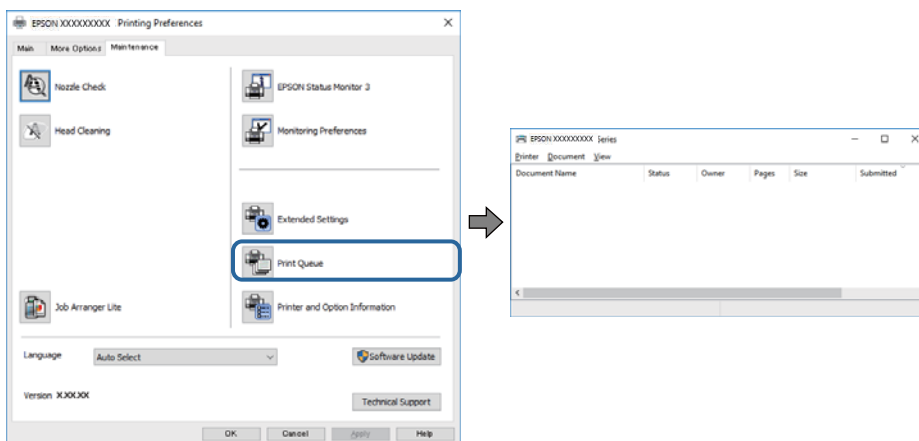 EPSON XXXXXXXXX Printing Preferences
Main More Options Maintenance
Nozzle Check
EPSON Status Monitor 3
Head Cleaning
Monitoring Preferences
Extended Settings
Print Queue
Job Arranger Lite
Printer and Option Information
Language Auto Select Software Update
Version X.XX.XX
Technical Support
OK Cancel Apply Help
EPSON XXXXXXXXX Series
Printer Document View
Document Name Status Owner Pages Size Submitted